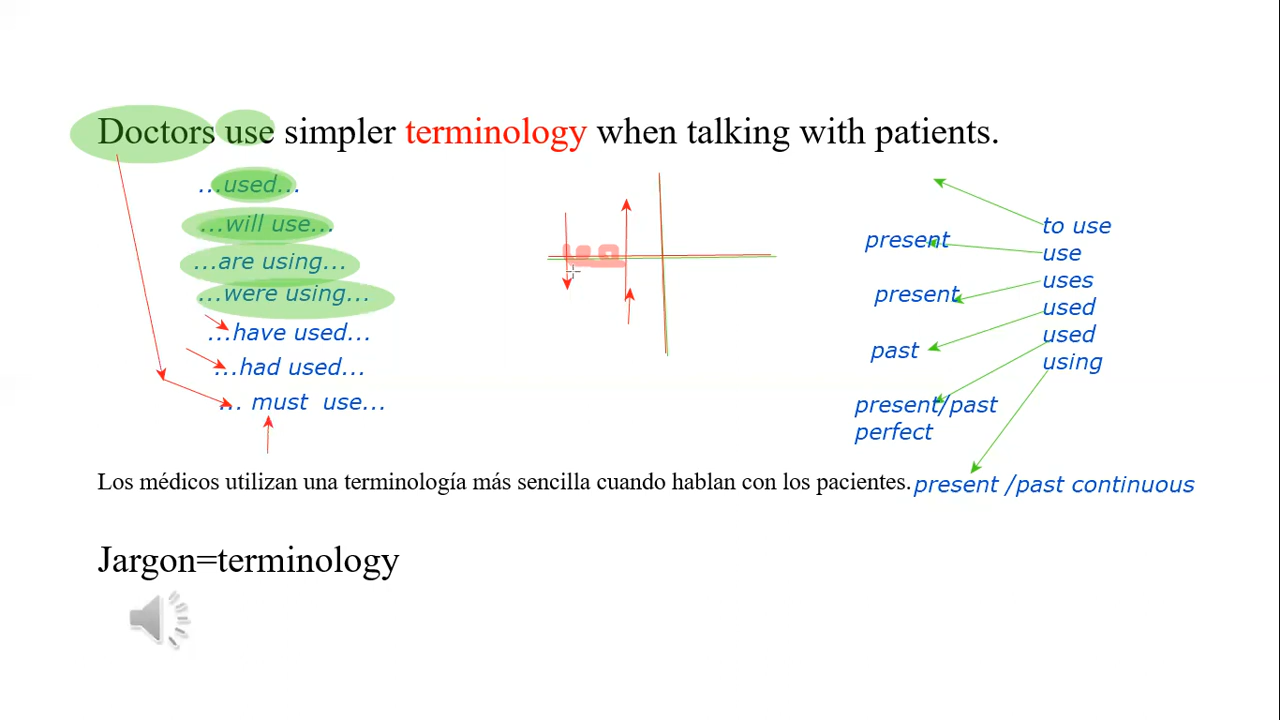 Doctors use simpler terminology when talking with patients.
...used...
...will use...
...are using...
...were using...
...have used...
...had used...
... must use...
present
present
past
present/past
perfect
to use
use
uses
used
used
using
Los médicos utilizan una terminología más sencilla cuando hablan con los pacientes.
present /past continuous
Jargon=terminology